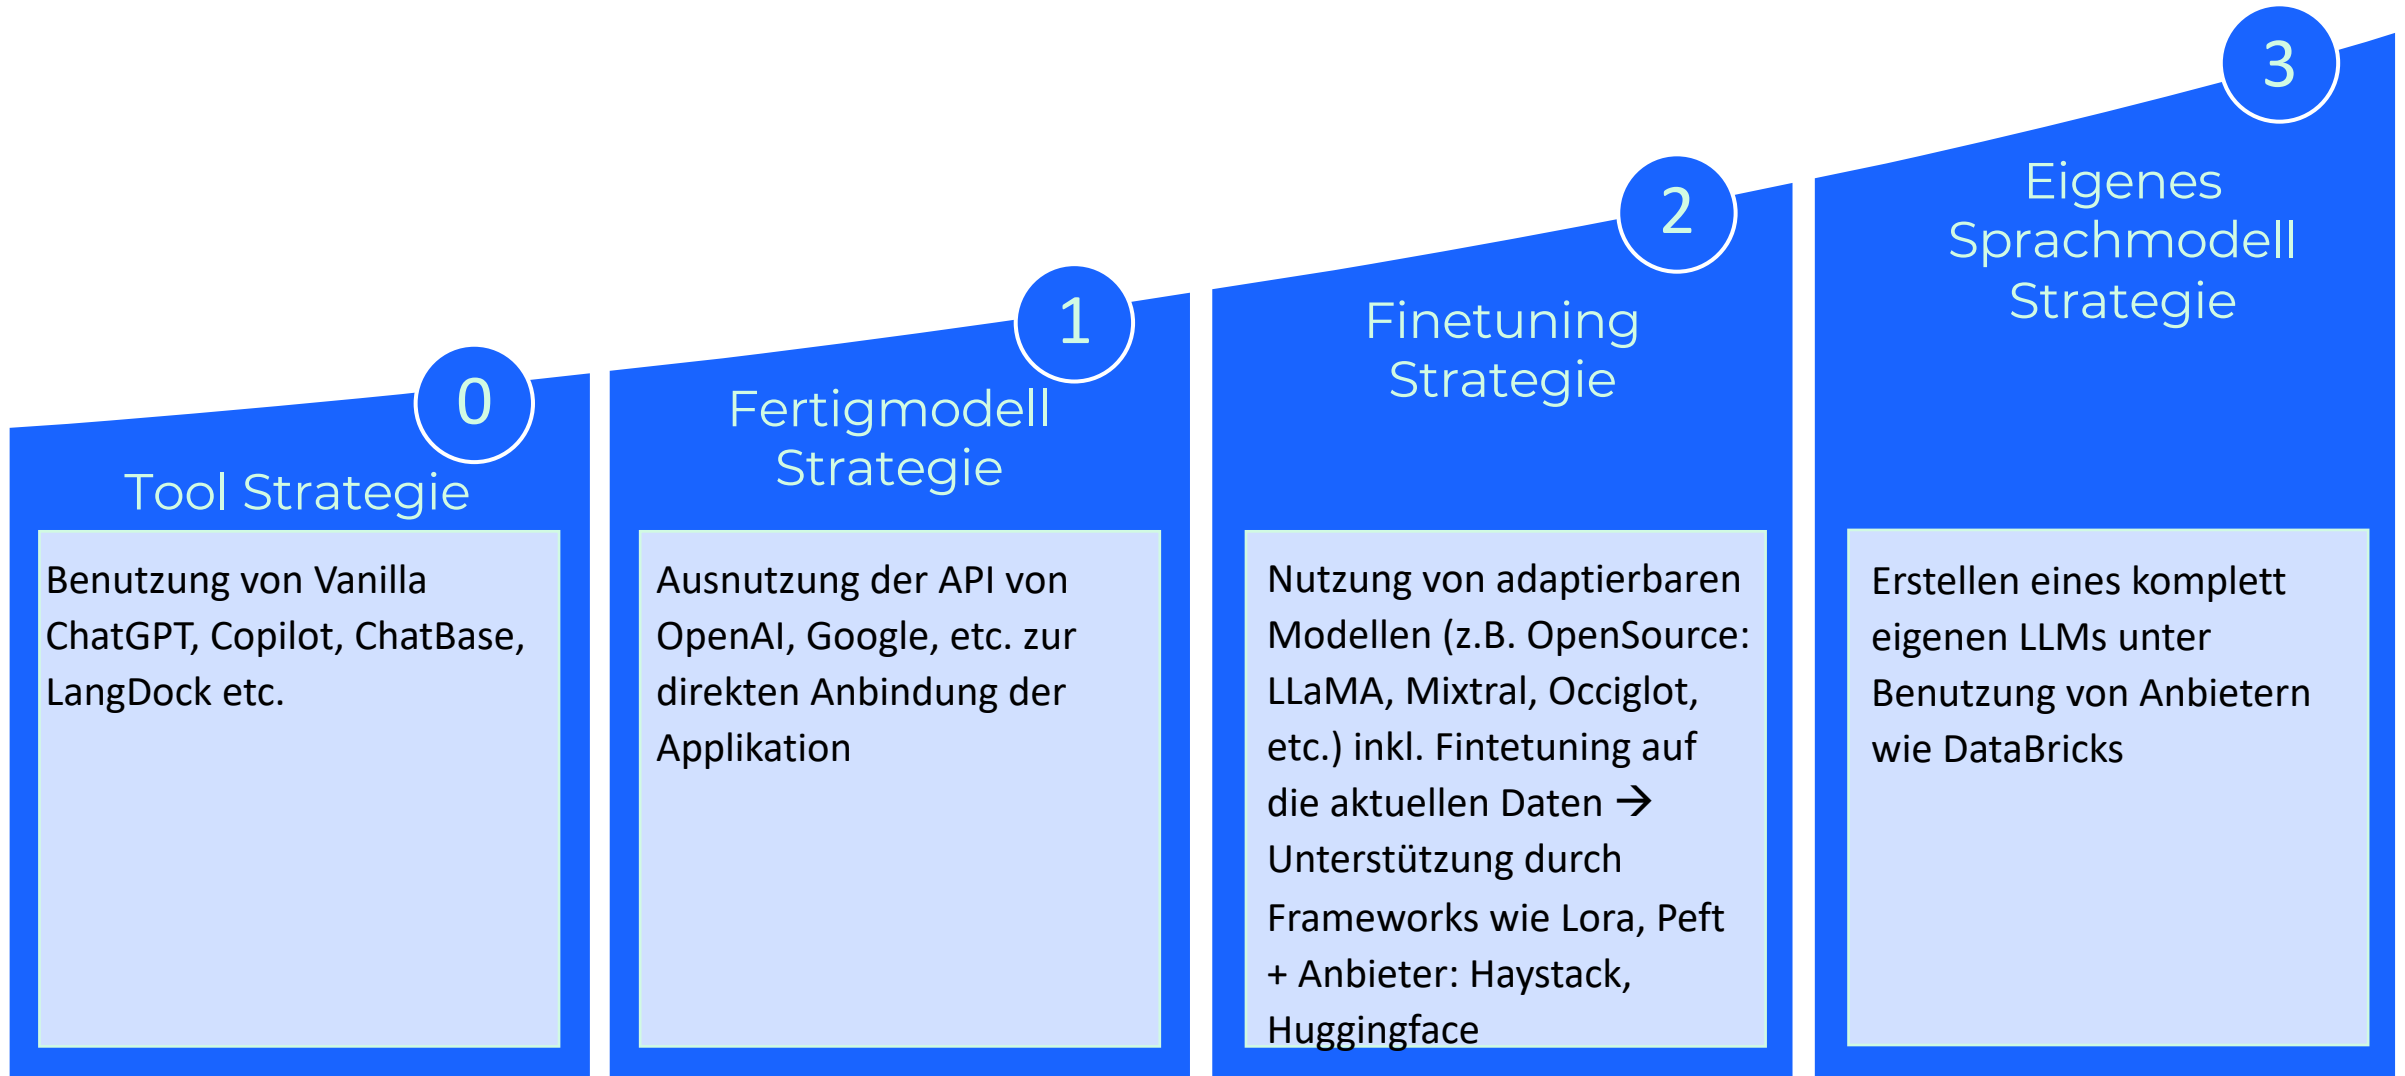 0
Tool Strategie
Benutzung von Vanilla
ChatGPT, Copilot, ChatBase,
LangDock etc.
1
Fertigmodell
Strategie
Ausnutzung der API von
OpenAI, Google, etc. zur
direkten Anbindung der
Applikation
2
Finetuning
Strategie
Nutzung von adaptierbaren
Modellen (z.B. OpenSource:
LLaMA, Mixtral, Occiglot,
etc.) inkl. Fintetuning auf
die aktuellen Daten →
Unterstützung durch
Frameworks wie Lora, Peft
+ Anbieter: Haystack,
Huggingface
3
Eigenes
Sprachmodell
Strategie
Erstellen eines komplett
eigenen LLMs unter
Benutzung von Anbietern
wie DataBricks